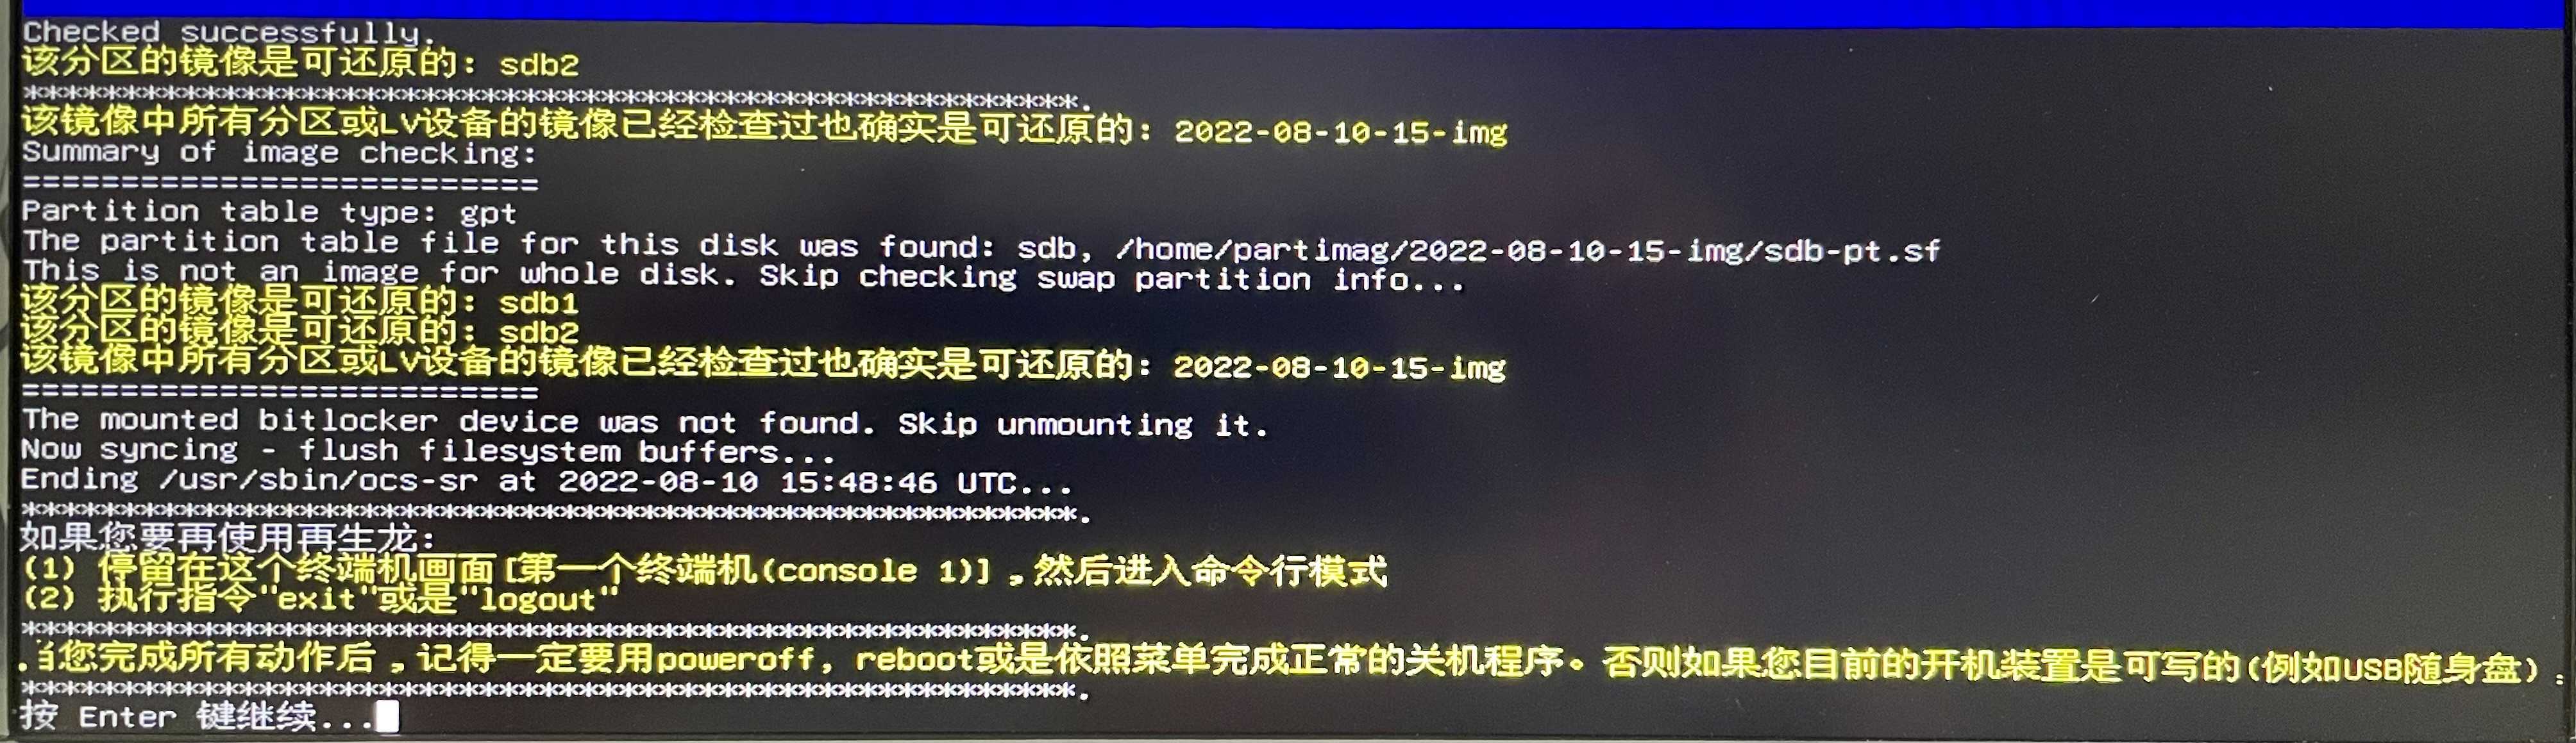 Checked successfully.
该分区的镜像是可还原的: sdb2
*****************************************************************.
该镜像中所有分区或LV设备的镜像已经检查过也确实是可还原的: 2022-08-10-15-img
Summary of image checking:
==========================
Partition table type: gpt
The partition table file for this disk was found: sdb, /home/partimag/2022-08-10-15-img/sdb-pt.sf
This is not an image for whole disk. Skip checking swap partition info...
该分区的镜像是可还原的: sdb1
该分区的镜像是可还原的: sdb2
该镜像中所有分区或LV设备的镜像已经检查过也确实是可还原的: 2022-08-10-15-img
==========================
The mounted bitlocker device was not found. Skip unmounting it.
Now syncing - flush filesystem buffers...
Ending /usr/sbin/ocs-sr at 2022-08-10 15:48:46 UTC...
*****************************************************************.
如果您要再使用再生龙:
(1) 停留在这个终端机画面[第一个终端机(console 1)],然后进入命令行模式
(2) 执行指令"exit"或是"logout"
*****************************************************************.
.当您完成所有动作后,记得一定要用poweroff, reboot或是依照菜单完成正常的关机程序。否则如果您目前的开机装置是可写的(例如USB随身盘)
*****************************************************************.
按 Enter 键继续...